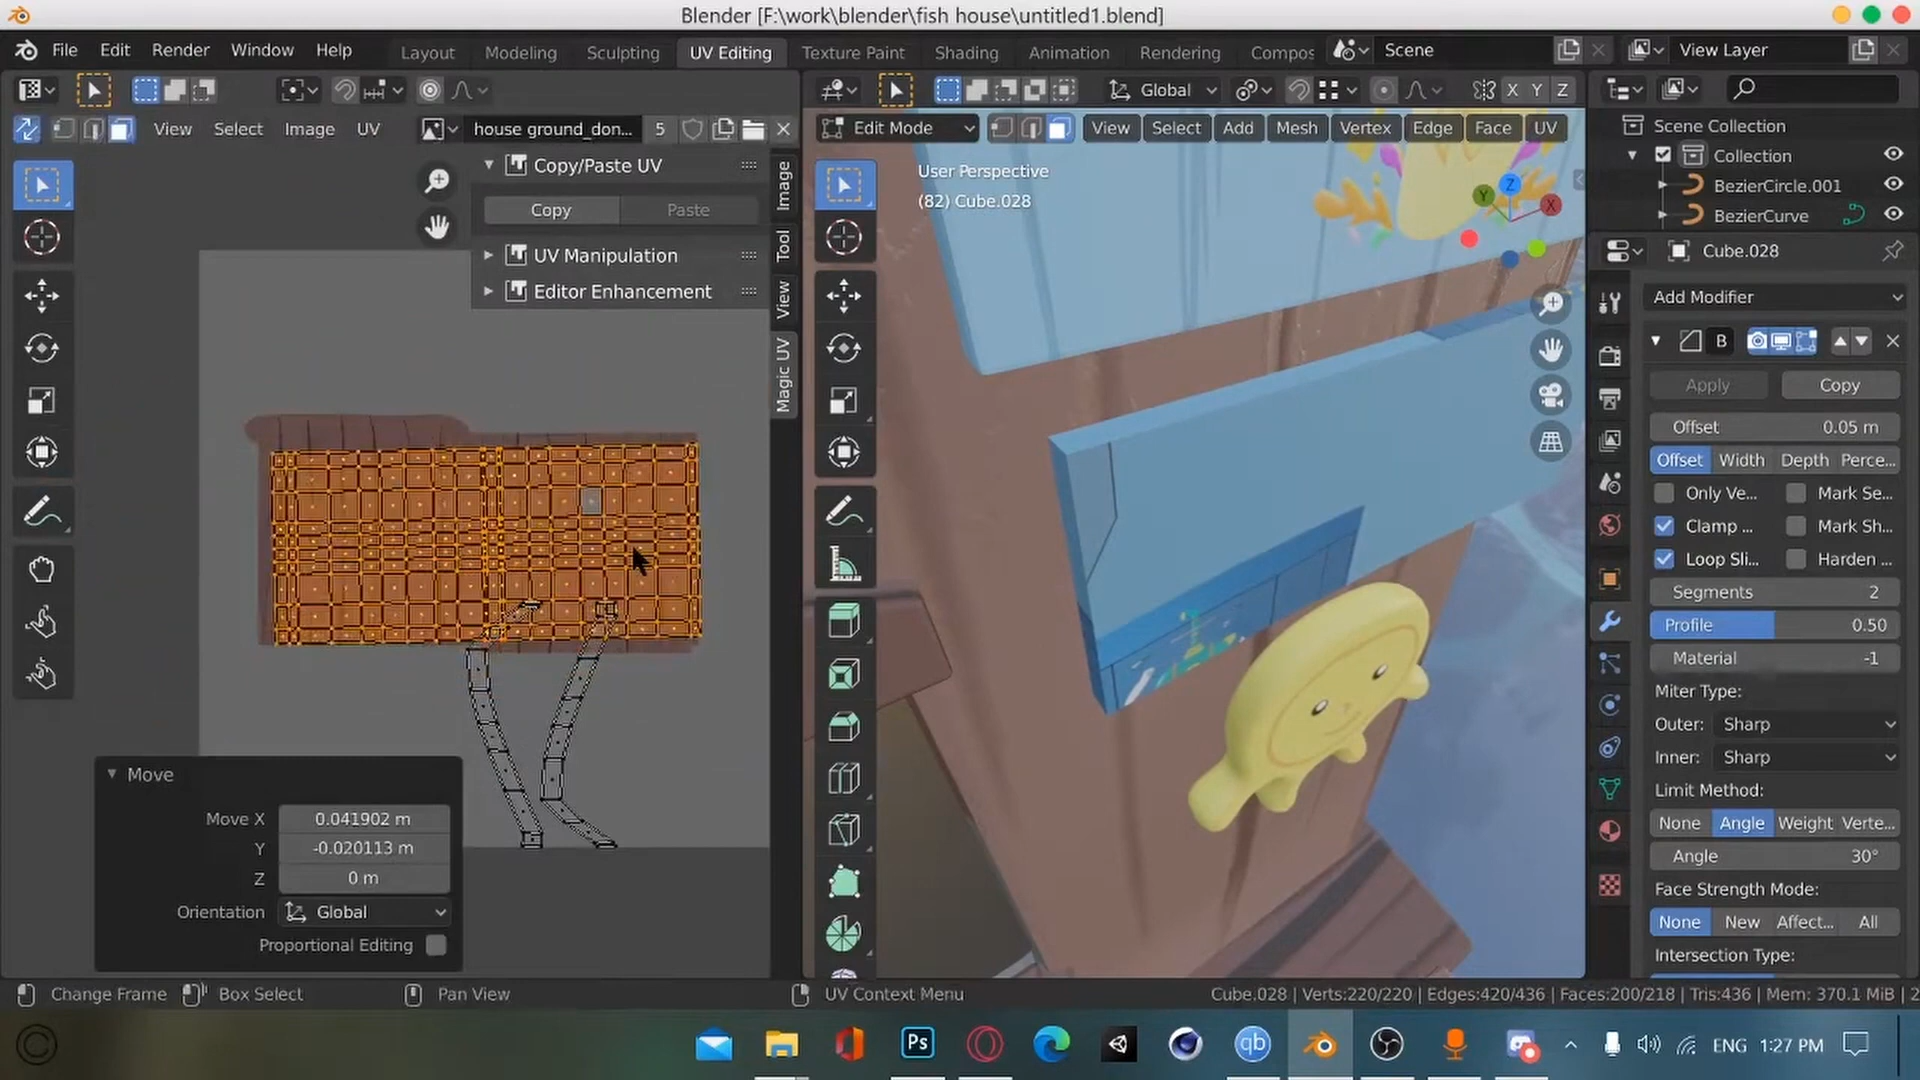 Blender [F:\work\blender\fish house\untitled1.blend]
File Edit Render Window Help Layout Modeling Sculpting UV Editing Texture Paint Shading Animation Rendering Compos Scene View Layer
Global X Y Z
View Select Image UV house ground_don... 5 Edit Mode View Select Add Mesh Vertex Edge Face UV
Scene Collection
Collection
BezierCircle.001
BezierCurve
Copy/Paste UV
Copy Paste
UV Manipulation
Editor Enhancement
Image
Tool
View
Magic UV
User Perspective
(82) Cube.028
Z
Y
X
Cube.028
Add Modifier
B
Apply Copy
Offset 0.05 m
Offset Width Depth Perce...
Only Ve... Mark Se...
Clamp ... Mark Sh...
Loop Sli... Harden ...
Segments 2
Profile 0.50
Material -1
Miter Type:
Outer: Sharp
Inner: Sharp
Limit Method:
None Angle Weight Verte...
Angle 30°
Face Strength Mode:
None New Affect... All
Intersection Type:
Move
Move X 0.041902 m
Y -0.020113 m
Z 0 m
Orientation Global
Proportional Editing
Change Frame Box Select Pan View UV Context Menu Cube.028 | Verts:220/220 | Edges:420/436 | Faces:200/218 | Tris:436 | Mem: 370.1 MiB | 2
Ps qb ENG 1:27 PM